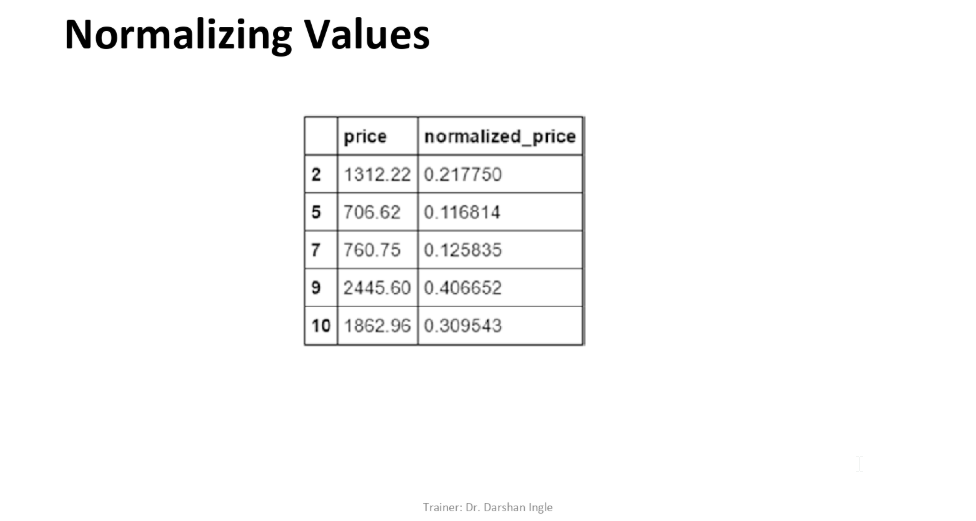 Normalizing Values
price normalized_price
2 1312.22 0.217750
5 706.62 0.116814
7 760.75 0.125835
9 2445.60 0.406652
10 1862.96 0.309543
Trainer: Dr. Darshan Ingle